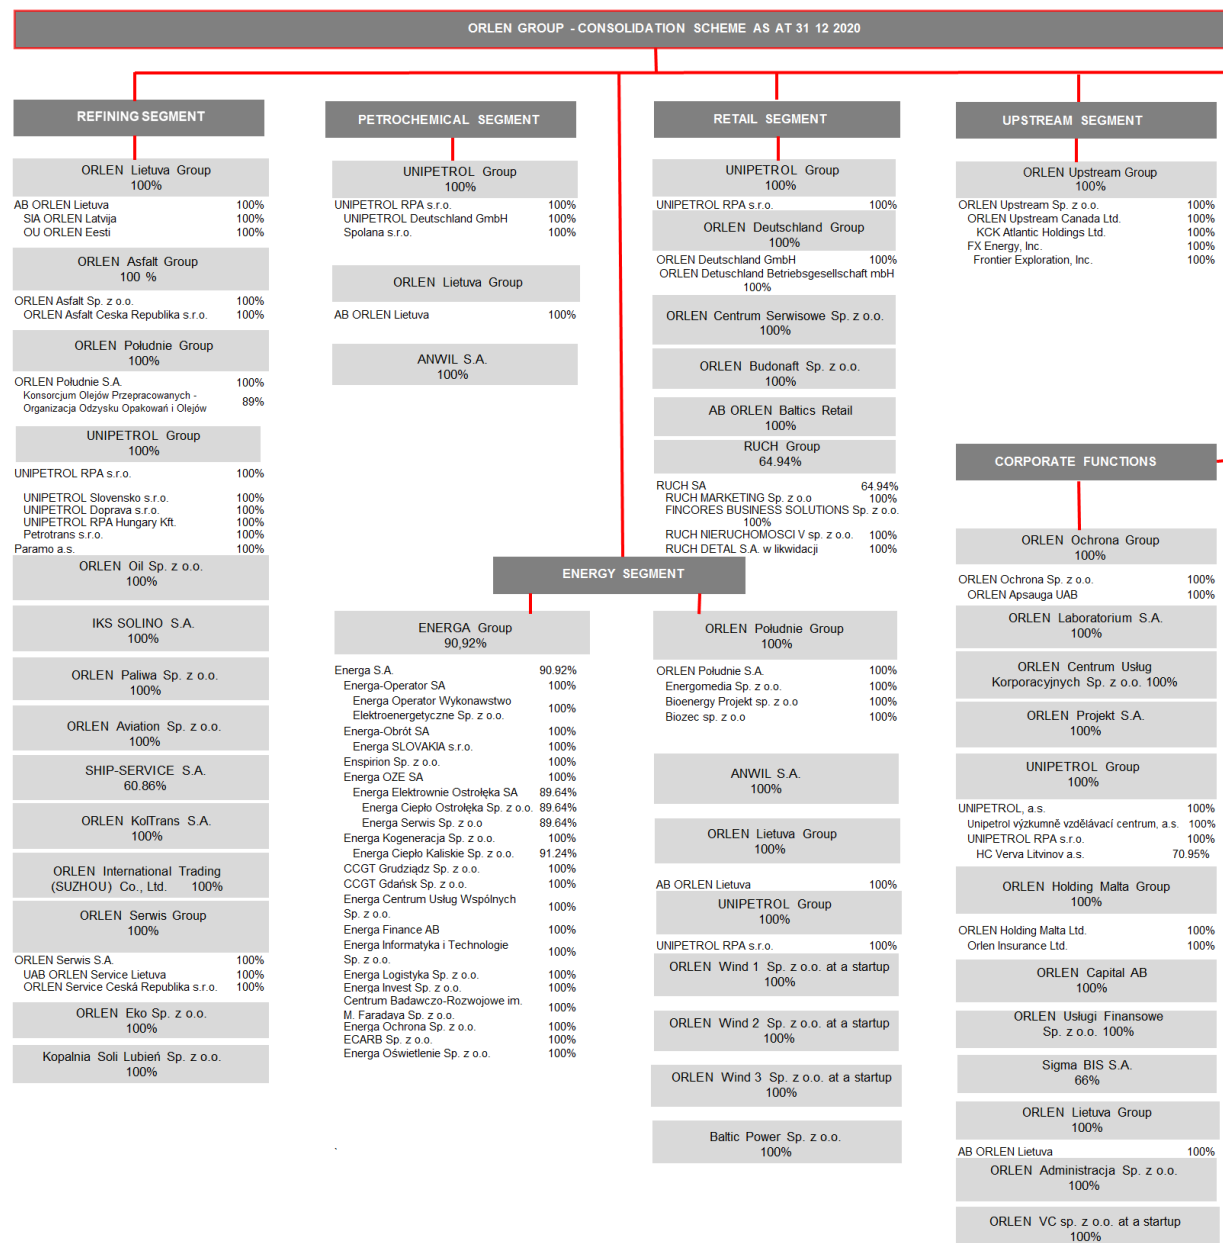 ORLEN GROUP - CONSOLIDATION SCHEME AS AT 31 12 2020
REFINING SEGMENT
ORLEN Lietuva Group
100%
AB ORLEN Lietuva 100%
SIA ORLEN Latvija 100%
OU ORLEN Eesti 100%
ORLEN Asfalt Group
100 %
ORLEN Asfalt Sp. z o.o. 100%
ORLEN Asfalt Ceska Republika s.r.o. 100%
ORLEN Południe Group
100%
ORLEN Południe S.A. 100%
Konsorcjum Olejów Przepracowanych -
Organizacja Odzysku Opakowań i Olejów 89%
UNIPETROL Group
100%
UNIPETROL RPA s.r.o. 100%
UNIPETROL Slovensko s.r.o. 100%
UNIPETROL Doprava s.r.o. 100%
UNIPETROL RPA Hungary Kft. 100%
Petrotrans s.r.o. 100%
Paramo a.s. 100%
ORLEN Oil Sp. z o.o.
100%
IKS SOLINO S.A.
100%
ORLEN Paliwa Sp. z o.o.
100%
ORLEN Aviation Sp. z o.o.
100%
SHIP-SERVICE S.A.
60.86%
ORLEN KolTrans S.A.
100%
ORLEN International Trading
(SUZHOU) Co., Ltd. 100%
ORLEN Serwis Group
100%
ORLEN Serwis S.A. 100%
UAB ORLEN Service Lietuva 100%
ORLEN Service Ceská Republika s.r.o. 100%
ORLEN Eko Sp. z o.o.
100%
Kopalnia Soli Lubień Sp. z o.o.
100%
PETROCHEMICAL SEGMENT
UNIPETROL Group
100%
UNIPETROL RPA s.r.o. 100%
UNIPETROL Deutschland GmbH 100%
Spolana s.r.o. 100%
ORLEN Lietuva Group
AB ORLEN Lietuva 100%
ANWIL S.A.
100%
RETAIL SEGMENT
UNIPETROL Group
100%
UNIPETROL RPA s.r.o. 100%
ORLEN Deutschland Group
100%
ORLEN Deutschland GmbH 100%
ORLEN Detuschland Betriebsgesellschaft mbH
100%
ORLEN Centrum Serwisowe Sp. z o.o.
100%
ORLEN Budonaft Sp. z o.o.
100%
AB ORLEN Baltics Retail
100%
RUCH Group
64.94%
RUCH SA 64.94%
RUCH MARKETING Sp. z o.o 100%
FINCORES BUSINESS SOLUTIONS Sp. z o.o.
100%
RUCH NIERUCHOMOSCI V sp. z o.o. 100%
RUCH DETAL S.A. w likwidacji 100%
UPSTREAM SEGMENT
ORLEN Upstream Group
100%
ORLEN Upstream Sp. z o.o. 100%
ORLEN Upstream Canada Ltd. 100%
KCK Atlantic Holdings Ltd. 100%
FX Energy, Inc. 100%
Frontier Exploration, Inc. 100%
ENERGY SEGMENT
ENERGA Group
90,92%
Energa S.A. 90.92%
Energa-Operator SA 100%
Energa Operator Wykonawstwo
Elektroenergetyczne Sp. z o.o. 100%
Energa-Obrót SA 100%
Energa SLOVAKIA s.r.o. 100%
Enspirion Sp. z o.o. 100%
Energa OZE SA 100%
Energa Elektrownie Ostrołęka SA 89.64%
Energa Ciepło Ostrołęka Sp. z o.o. 89.64%
Energa Serwis Sp. z o.o 89.64%
Energa Kogeneracja Sp. z o.o. 100%
Energa Ciepło Kaliskie Sp. z o.o. 91.24%
CCGT Grudziądz Sp. z o.o. 100%
CCGT Gdańsk Sp. z o.o. 100%
Energa Centrum Usług Wspólnych
Sp. z o.o. 100%
Energa Finance AB 100%
Energa Informatyka i Technologie
Sp. z o.o. 100%
Energa Logistyka Sp. z o.o. 100%
Energa Invest Sp. z o.o. 100%
Centrum Badawczo-Rozwojowe im.
M. Faradaya Sp. z o.o. 100%
Energa Ochrona Sp. z o.o. 100%
ECARB Sp. z o.o. 100%
Energa Oświetlenie Sp. z o.o. 100%
ORLEN Południe Group
100%
ORLEN Południe S.A. 100%
Energomedia Sp. z o.o. 100%
Bioenergy Projekt sp. z o.o 100%
Biozec sp. z o.o 100%
ANWIL S.A.
100%
ORLEN Lietuva Group
100%
AB ORLEN Lietuva 100%
UNIPETROL Group
100%
UNIPETROL RPA s.r.o. 100%
ORLEN Wind 1 Sp. z o.o. at a startup
100%
ORLEN Wind 2 Sp. z o.o. at a startup
100%
ORLEN Wind 3 Sp. z o.o. at a startup
100%
Baltic Power Sp. z o.o.
100%
CORPORATE FUNCTIONS
ORLEN Ochrona Group
100%
ORLEN Ochrona Sp. z o.o. 100%
ORLEN Apsauga UAB 100%
ORLEN Laboratorium S.A.
100%
ORLEN Centrum Usług
Korporacyjnych Sp. z o.o. 100%
ORLEN Projekt S.A.
100%
UNIPETROL Group
100%
UNIPETROL, a.s. 100%
Unipetrol výzkumně vzdělávací centrum, a.s. 100%
UNIPETROL RPA s.r.o. 100%
HC Verva Litvinov a.s. 70.95%
ORLEN Holding Malta Group
100%
ORLEN Holding Malta Ltd. 100%
Orlen Insurance Ltd. 100%
ORLEN Capital AB
100%
ORLEN Usługi Finansowe
Sp. z o.o. 100%
Sigma BIS S.A.
66%
ORLEN Lietuva Group
100%
AB ORLEN Lietuva 100%
ORLEN Administracja Sp. z o.o.
100%
ORLEN VC sp. z o.o. at a startup
100%